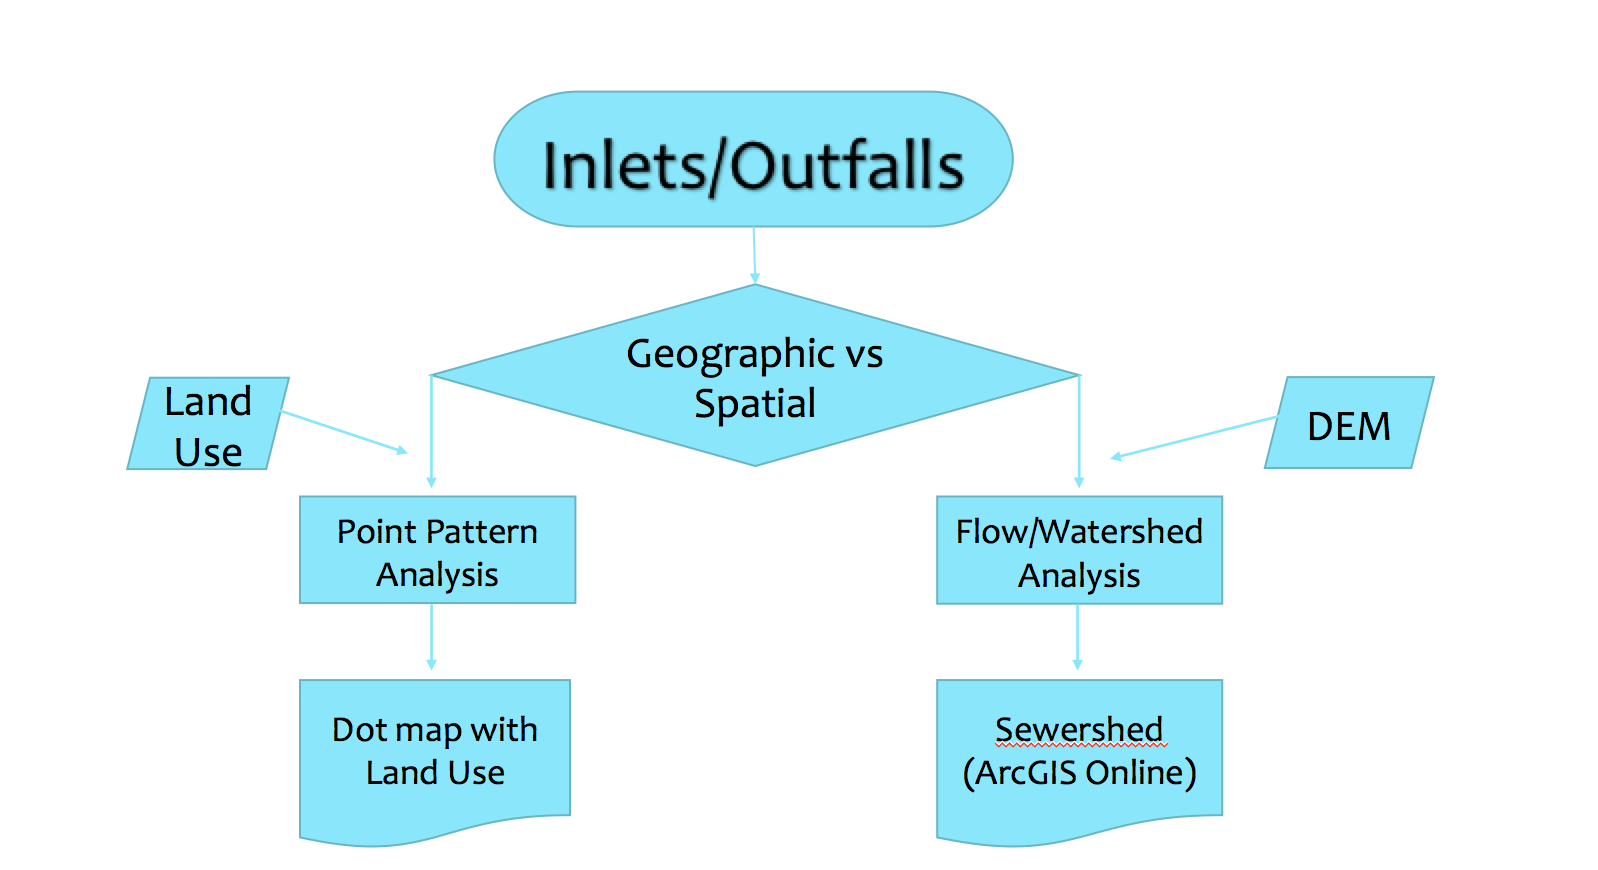 Inlets/Outfalls
Geographic vs
Spatial
Land
Use
DEM
Point Pattern
Analysis
Flow/Watershed
Analysis
Dot map with
Land Use
Sewershed
(ArcGIS Online)